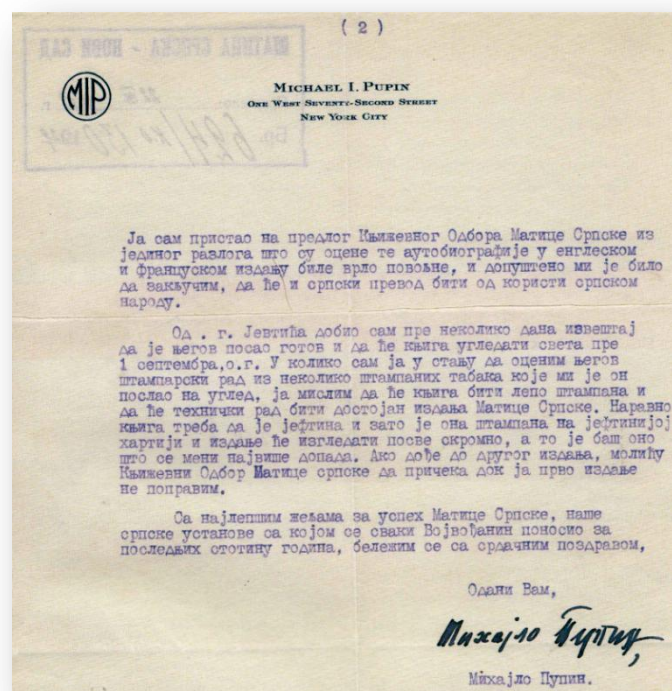 ( 2 )
MIP
MICHAEL I. PUPIN
ONE WEST SEVENTY-SECOND STREET
NEW YORK CITY
МАТИЦА СРПСКА - НОВИ САД
Бр.
Ја сам пристао на предлог Књижевног Одбора Матице Српске из
јединог разлога што су оцене те аутобиографије у енглеском
и француском издању биле врло повољне, и допуштено ми је било
да закључим, да ће и српски превод бити од користи српском
народу.
Од . г. Јевтића добио сам пре неколико дана извештај
да је његов посао готов и да ће књига угледати света пре
1 септембра,о.г. У колико сам ја у стању да оценим његов
штампарски рад из неколико штампаних табака које ми је он
послао на углед, ја мислим да ће књига бити лепо штампана и
да ће технички рад бити достојан издања Матице Српске. Наравно
књига треба да је јефтина и зато је она штампана на јефтинијој
хартији и издање ће изгледати посве скромно, а то је баш оно
што се мени највише допада. Ако дође до другог издања, молићу
Књижевни Одбор Матице српске да причека док ја прво издање
не поправим.
Са најлепшим жељама за успех Матице Српске, наше
српске установе са којом се сваки Војвођанин поносио за
последњих стотину година, бележим се са срдачним поздравом,
Одани Вам,
Михајло Пупин,
Михајло Пупин.